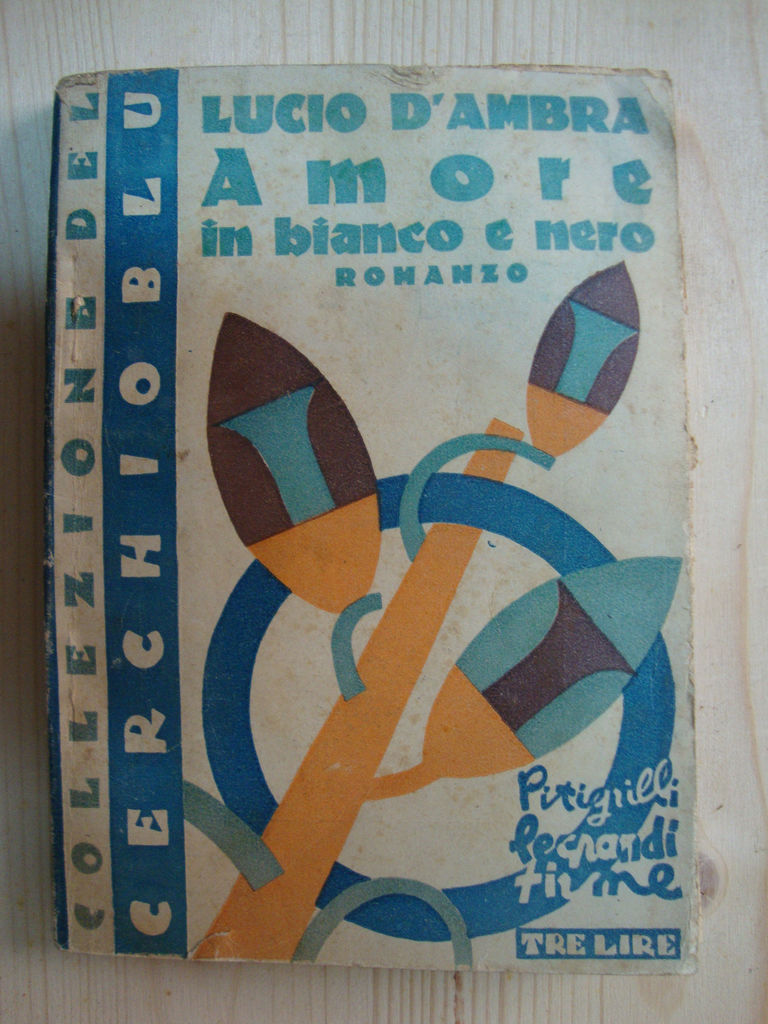 COLLEZIONE DEL
CERCHIO BLU
LUCIO D'AMBRA
Amore
in bianco e nero
ROMANZO
Pitigrilli
le grandi
firme
TRE LIRE